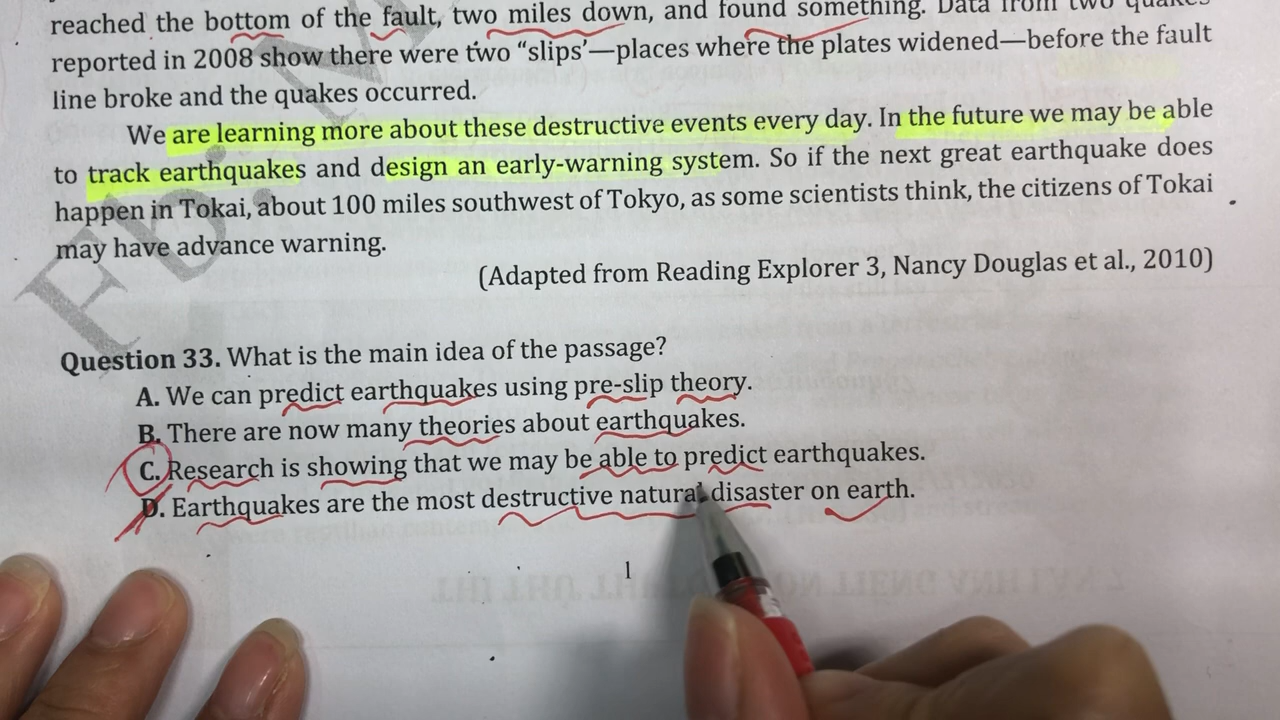 reached the bottom of the fault, two miles down, and found something. Data from two quakes
reported in 2008 show there were two “slips’—places where the plates widened—before the fault
line broke and the quakes occurred.
We are learning more about these destructive events every day. In the future we may be able
to track earthquakes and design an early-warning system. So if the next great earthquake does
happen in Tokai, about 100 miles southwest of Tokyo, as some scientists think, the citizens of Tokai
may have advance warning.
(Adapted from Reading Explorer 3, Nancy Douglas et al., 2010)
Question 33. What is the main idea of the passage?
A. We can predict earthquakes using pre-slip theory.
B. There are now many theories about earthquakes.
C. Research is showing that we may be able to predict earthquakes.
D. Earthquakes are the most destructive natural disaster on earth.
1